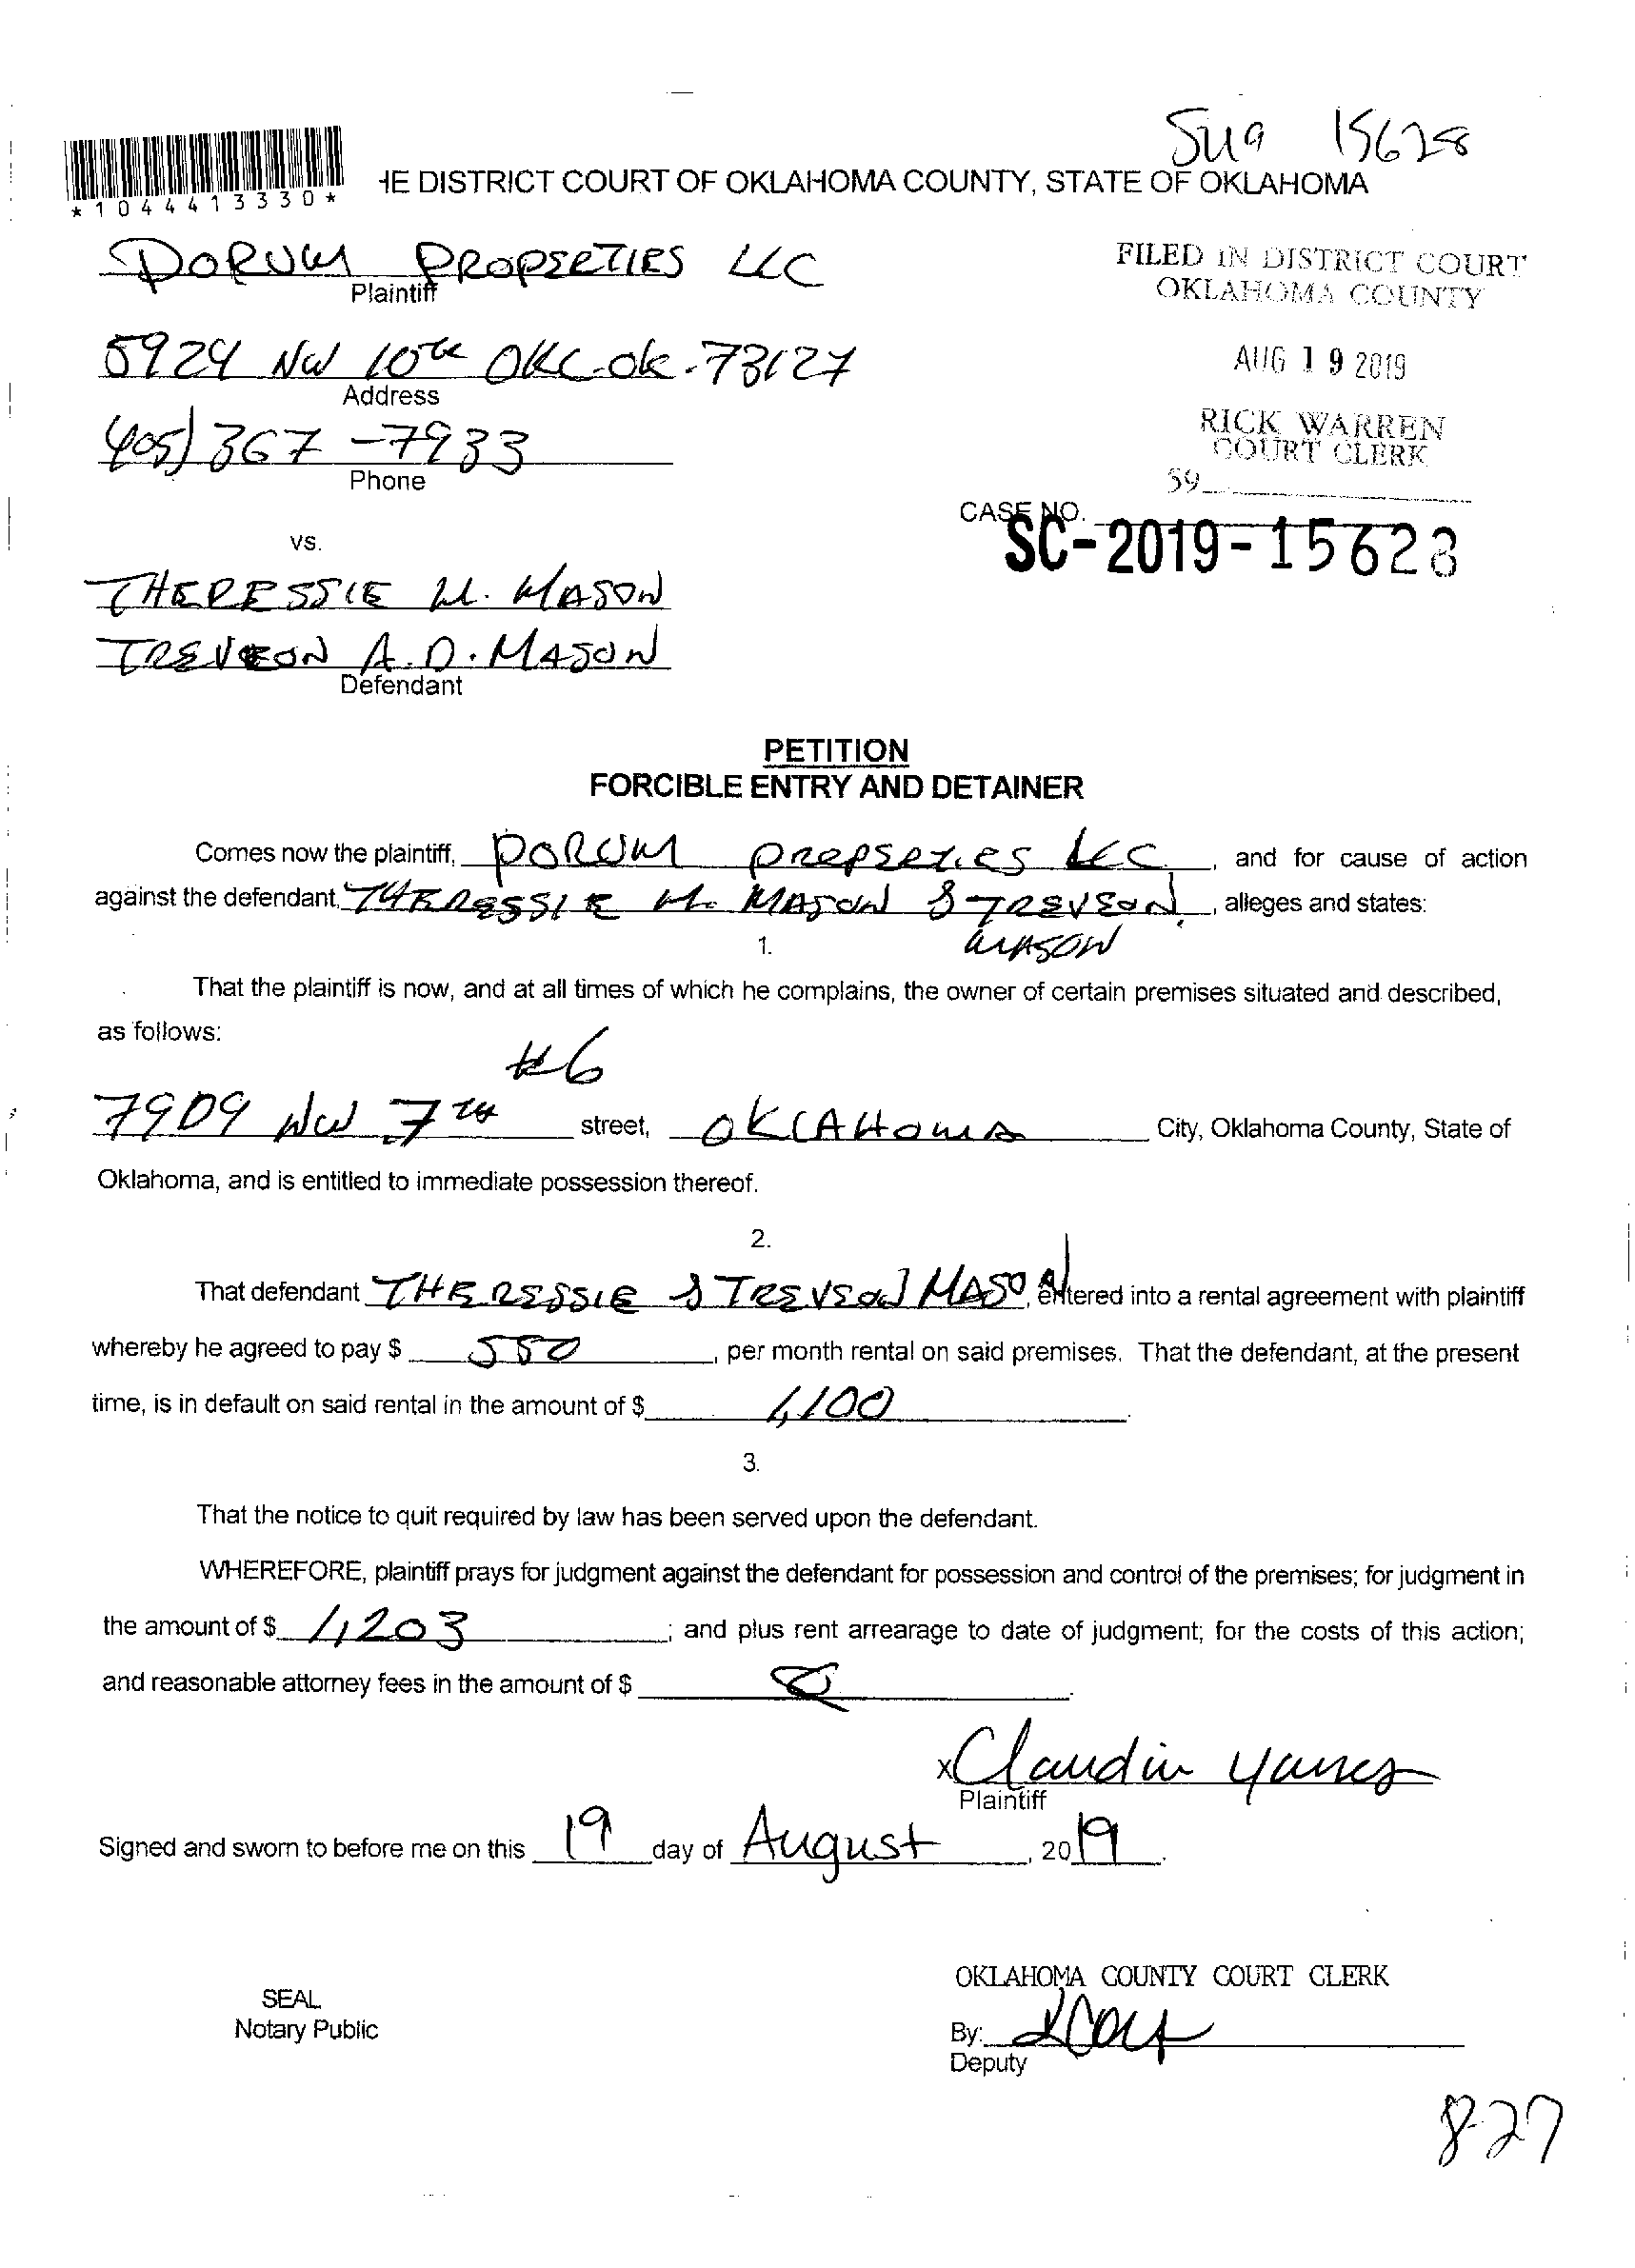 Sug 15628
*1044413330*
HE DISTRICT COURT OF OKLAHOMA COUNTY, STATE OF OKLAHOMA
DORUM PROPERTIES LLC
Plaintiff
FILED IN DISTRICT COURT
OKLAHOMA COUNTY
5924 NW 10th OKC-OK-73127
Address
AUG 19 2019
405) 367-7933
Phone
RICK WARREN
COURT CLERK
59
CASE NO.
SC-2019-15628
vs.
THERESSIE M. MASON
TREVEON A.D. MASON
Defendant
PETITION
FORCIBLE ENTRY AND DETAINER
Comes now the plaintiff, DORUM PROPERTIES LLC, and for cause of action
against the defendant, THERESSIE M. MASON & TREVEON, alleges and states:
MASON
1.
That the plaintiff is now, and at all times of which he complains, the owner of certain premises situated and described,
as follows:
#6
7909 NW 7TH street, OKLAHOMA City, Oklahoma County, State of
Oklahoma, and is entitled to immediate possession thereof.
2.
That defendant THERESSIE & TREVEON MASON, entered into a rental agreement with plaintiff
whereby he agreed to pay $ 550, per month rental on said premises. That the defendant, at the present
time, is in default on said rental in the amount of $ 1,100.
3.
That the notice to quit required by law has been served upon the defendant.
WHEREFORE, plaintiff prays for judgment against the defendant for possession and control of the premises; for judgment in
the amount of $ 1,203; and plus rent arrearage to date of judgment; for the costs of this action;
and reasonable attorney fees in the amount of $
x Claudia Yanes
Plaintiff
Signed and sworn to before me on this 19 day of August, 2019.
OKLAHOMA COUNTY COURT CLERK
SEAL
Notary Public
By:
Deputy
827